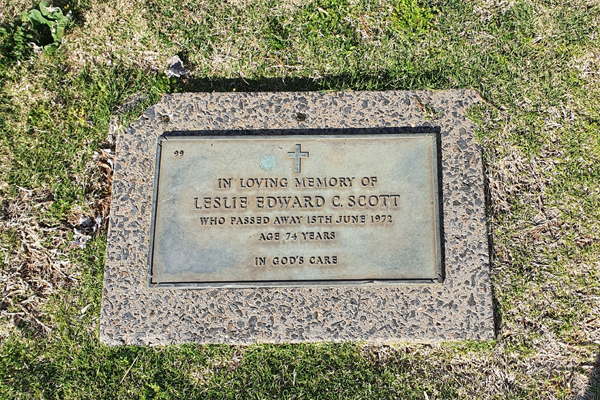 99
IN LOVING MEMORY OF
LESLIE EDWARD C. SCOTT
WHO PASSED AWAY 15TH JUNE 1972
AGE 74 YEARS
IN GOD'S CARE